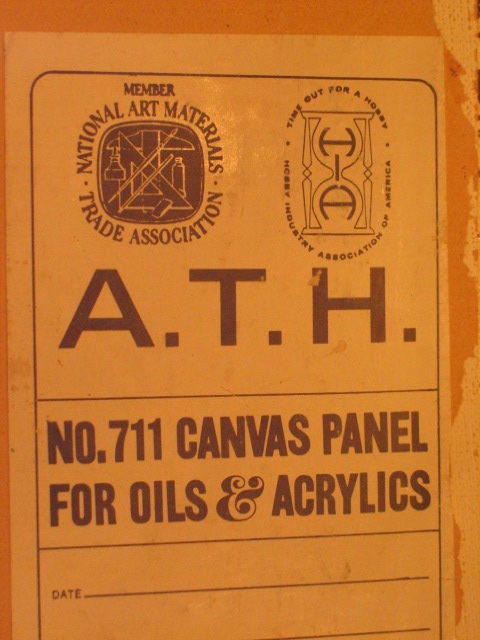 MEMBER
NATIONAL ART MATERIALS
TRADE ASSOCIATION
TIME OUT FOR A HOBBY
HOBBY INDUSTRY ASSOCIATION OF AMERICA
HIA
A.T.H.
NO. 711 CANVAS PANEL
FOR OILS & ACRYLICS
DATE